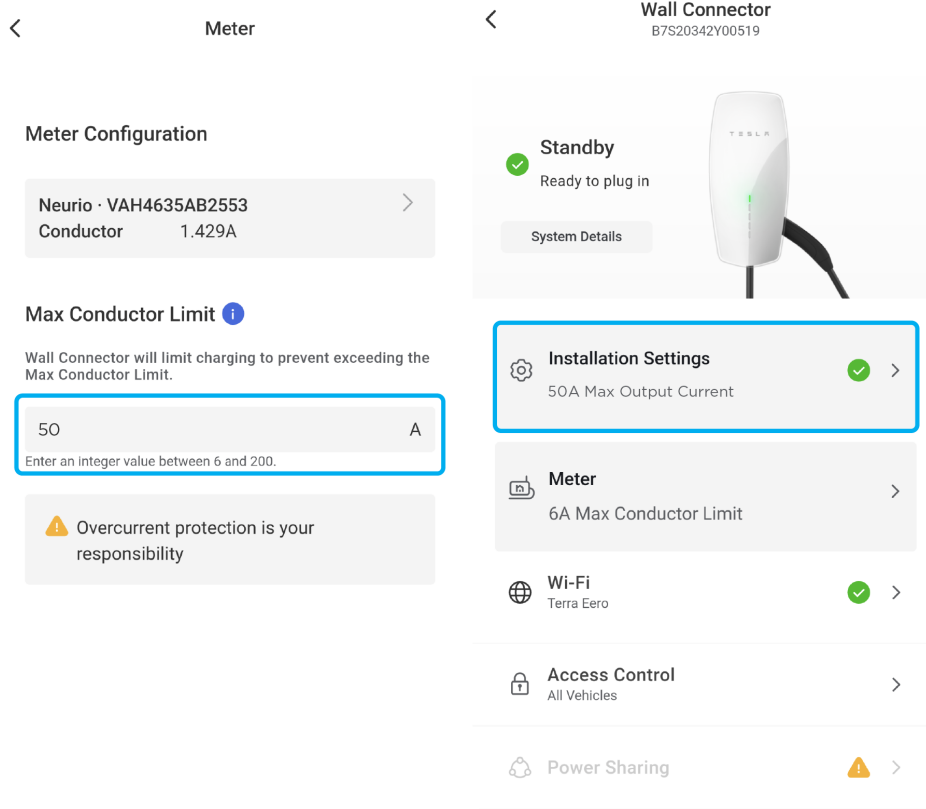 Meter
Meter Configuration
Neurio · VAH4635AB2553
Conductor 1.429A
Max Conductor Limit
Wall Connector will limit charging to prevent exceeding the
Max Conductor Limit.
50 A
Enter an integer value between 6 and 200.
Overcurrent protection is your
responsibility
Wall Connector
B7S20342Y00519
TESLA
Standby
Ready to plug in
System Details
Installation Settings
50A Max Output Current
Meter
6A Max Conductor Limit
Wi-Fi
Terra Eero
Access Control
All Vehicles
Power Sharing